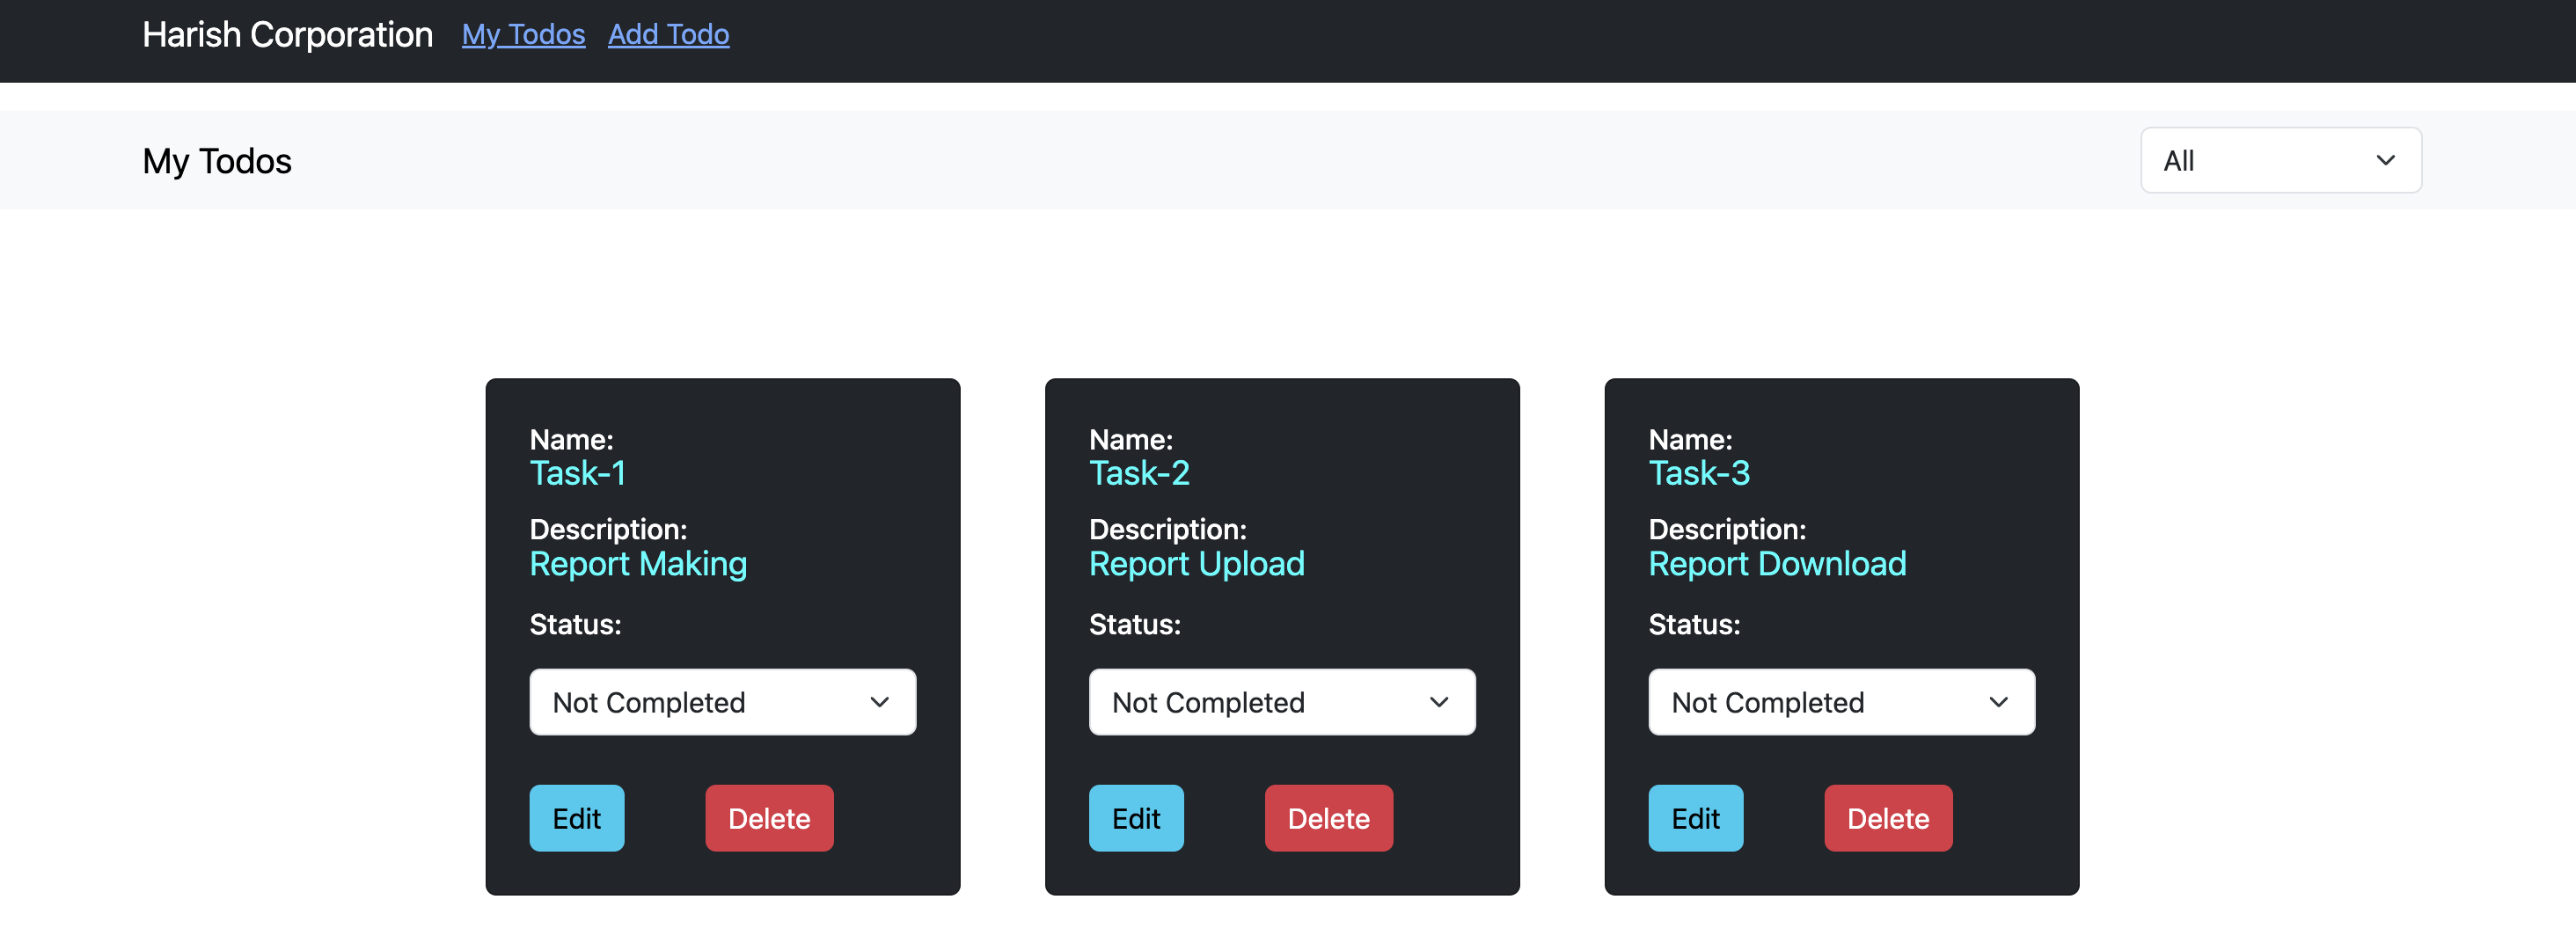 Harish Corporation My Todos Add Todo
My Todos All
Name:
Task-1
Description:
Report Making
Status:
Not Completed
Edit Delete
Name:
Task-2
Description:
Report Upload
Status:
Not Completed
Edit Delete
Name:
Task-3
Description:
Report Download
Status:
Not Completed
Edit Delete